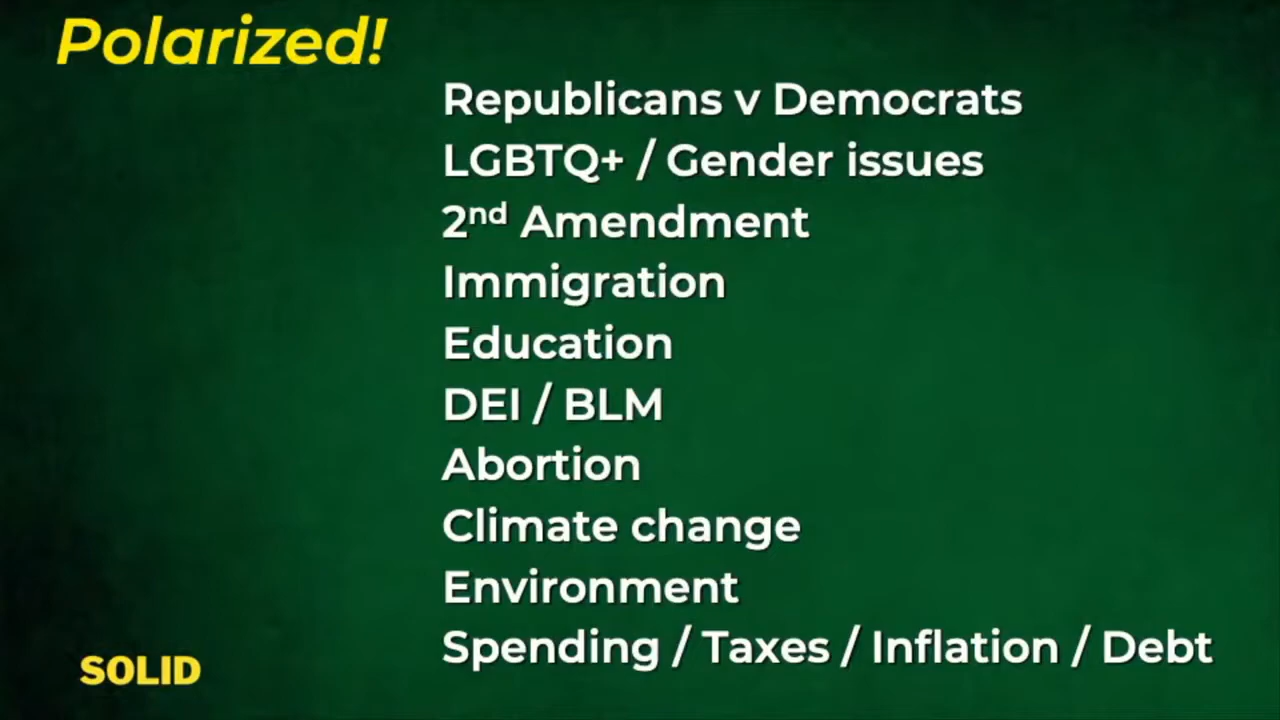 Polarized!
Republicans v Democrats
LGBTQ+ / Gender issues
2nd Amendment
Immigration
Education
DEI / BLM
Abortion
Climate change
Environment
Spending / Taxes / Inflation / Debt
SOLID